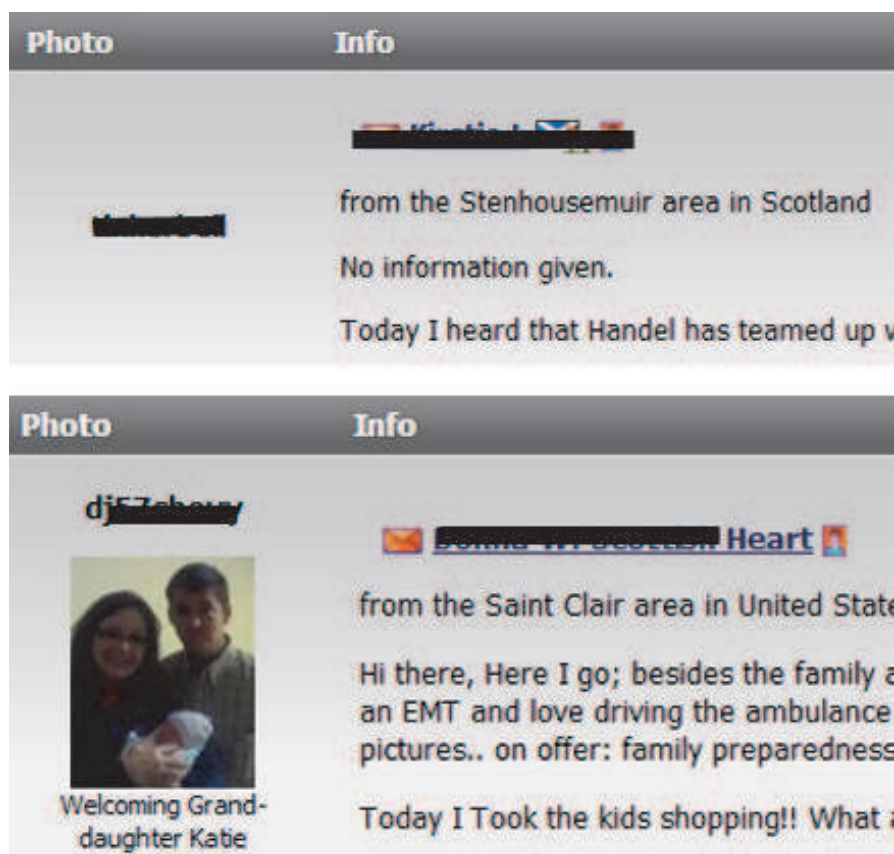 Photo Info
from the Stenhousemuir area in Scotland
No information given.
Today I heard that Handel has teamed up
Photo Info
Heart
from the Saint Clair area in United
Hi there, Here I go; besides the family
an EMT and love driving the ambulance
pictures.. on offer: family preparedness
Welcoming Grand-
daughter Katie
Today I Took the kids shopping!! What